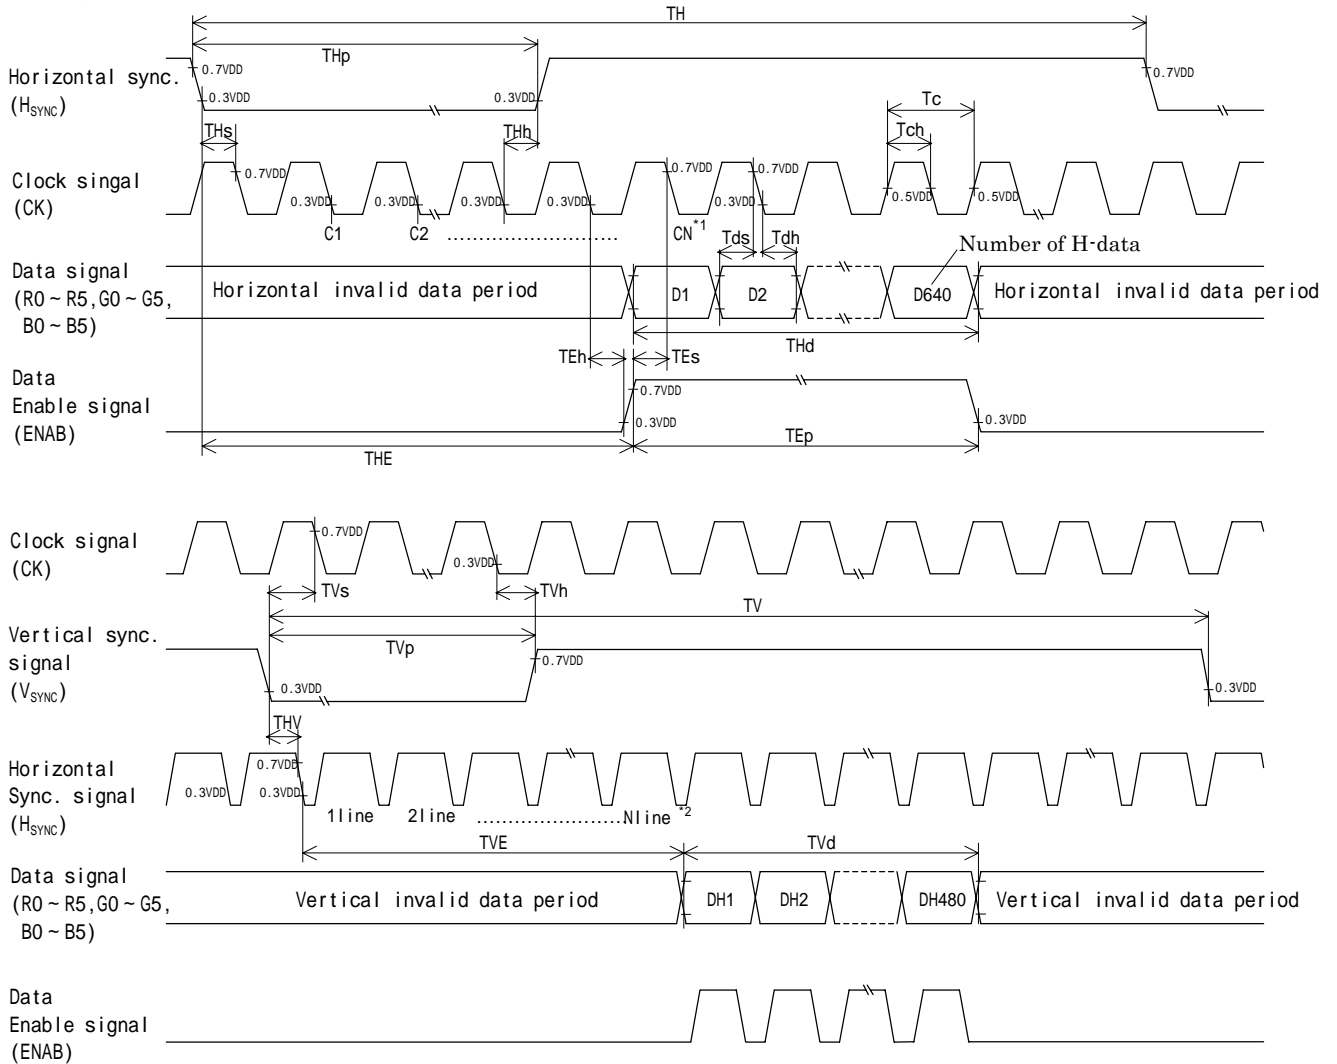 TH
THp
Horizontal sync.
(HSYNC)
0.7VDD
0.3VDD
0.3VDD
0.7VDD
THs
THh
Tc
Tch
Clock singal
(CK)
0.7VDD
0.3VDD
0.3VDD
0.3VDD
0.3VDD
0.7VDD
0.7VDD
0.3VDD
0.5VDD
0.5VDD
C1
C2
......................................
CN*1
Tds
Tdh
Number of H-data
Data signal
(R0 ~ R5,G0 ~ G5,
B0 ~ B5)
Horizontal invalid data period
D1
D2
D640
Horizontal invalid data period
THd
TEh
TEs
Data
Enable signal
(ENAB)
0.7VDD
0.3VDD
0.3VDD
THE
TEp
Clock signal
(CK)
0.7VDD
0.3VDD
TVs
TVh
TV
Vertical sync.
signal
(VSYNC)
TVp
0.7VDD
0.3VDD
0.3VDD
THV
Horizontal
Sync. signal
(HSYNC)
0.7VDD
0.3VDD
0.3VDD
1line
2line
..............................
Nline *2
TVE
TVd
Data signal
(R0 ~ R5,G0 ~ G5,
B0 ~ B5)
Vertical invalid data period
DH1
DH2
DH480
Vertical invalid data period
Data
Enable signal
(ENAB)